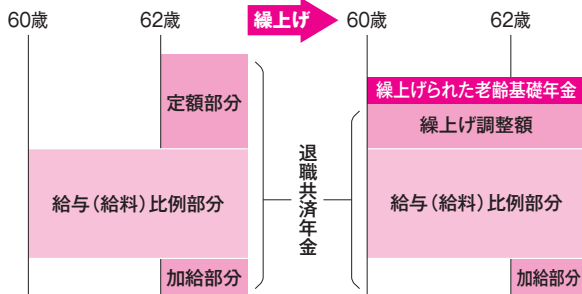 60歳
62歳
繰上げ
60歳
62歳
定額部分
給与(給料)比例部分
加給部分
退職共済年金
繰上げられた老齢基礎年金
繰上げ調整額
給与(給料)比例部分
加給部分